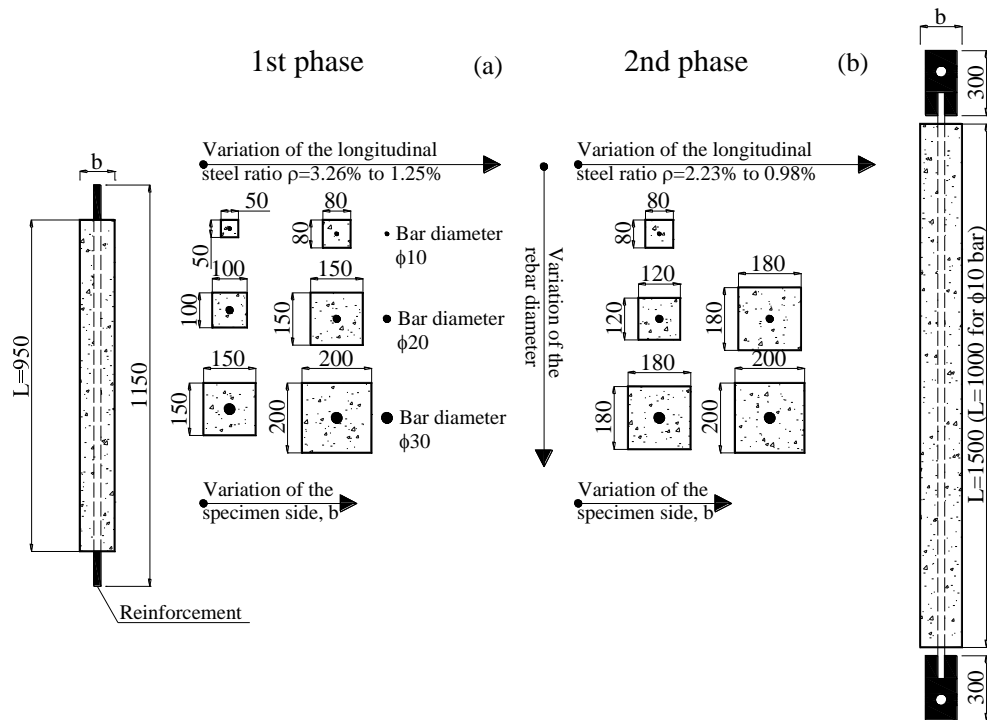 1st phase
(a)
2nd phase
(b)
b
300
Variation of the longitudinal
steel ratio ρ=3.26% to 1.25%
Variation of the longitudinal
steel ratio ρ=2.23% to 0.98%
b
50
50
80
80
• Bar diameter
ϕ10
80
80
100
100
150
150
• Bar diameter
ϕ20
120
120
180
180
150
150
200
200
• Bar diameter
ϕ30
180
180
200
200
Variation of the
rebar diameter
L=950
1150
L=1500 (L=1000 for ϕ10 bar)
Variation of the
specimen side, b
Variation of the
specimen side, b
Reinforcement
300